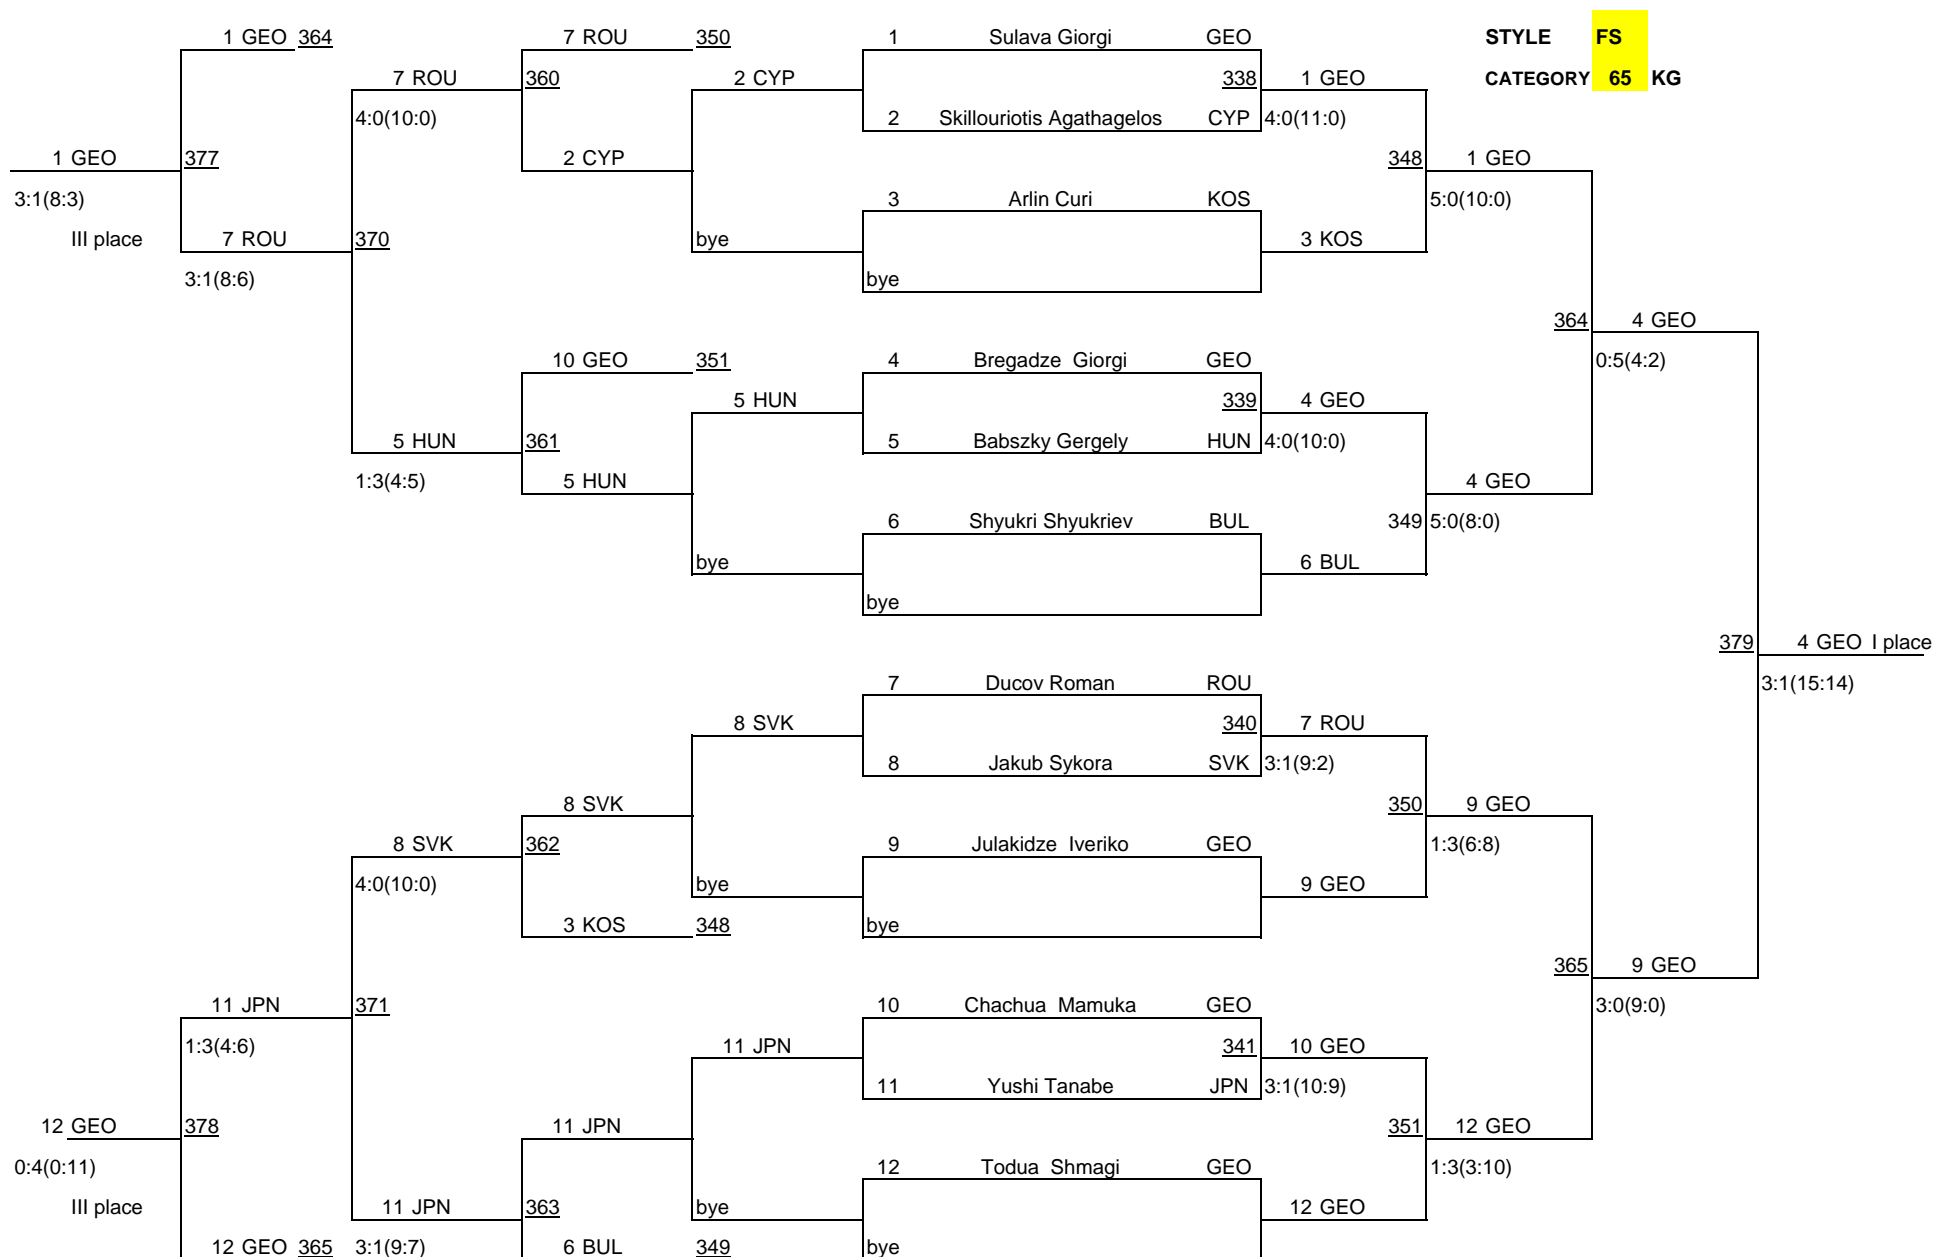 1 GEO 364 7 ROU 350 1 Sulava Giorgi GEO STYLE FS
7 ROU 360 2 CYP 338 1 GEO CATEGORY 65 KG
4:0(10:0) 2 Skillouriotis Agathagelos CYP 4:0(11:0)
1 GEO 377 2 CYP 348 1 GEO
3:1(8:3) 3 Arlin Curi KOS 5:0(10:0)
III place 7 ROU 370 bye 3 KOS
3:1(8:6) bye
364 4 GEO
10 GEO 351 4 Bregadze Giorgi GEO 0:5(4:2)
5 HUN 339 4 GEO
5 HUN 361 5 Babszky Gergely HUN 4:0(10:0)
1:3(4:5) 5 HUN 4 GEO
6 Shyukri Shyukriev BUL 349 5:0(8:0)
bye 6 BUL
bye
379 4 GEO I place
7 Ducov Roman ROU 3:1(15:14)
8 SVK 340 7 ROU
8 Jakub Sykora SVK 3:1(9:2)
8 SVK 350 9 GEO
8 SVK 362 9 Julakidze Iveriko GEO 1:3(6:8)
4:0(10:0) bye 9 GEO
3 KOS 348 bye
365 9 GEO
11 JPN 371 10 Chachua Mamuka GEO 3:0(9:0)
1:3(4:6) 11 JPN 341 10 GEO
11 Yushi Tanabe JPN 3:1(10:9)
12 GEO 378 11 JPN 351 12 GEO
0:4(0:11) 12 Todua Shmagi GEO 1:3(3:10)
III place 11 JPN 363 bye 12 GEO
12 GEO 365 3:1(9:7) 6 BUL 349 bye